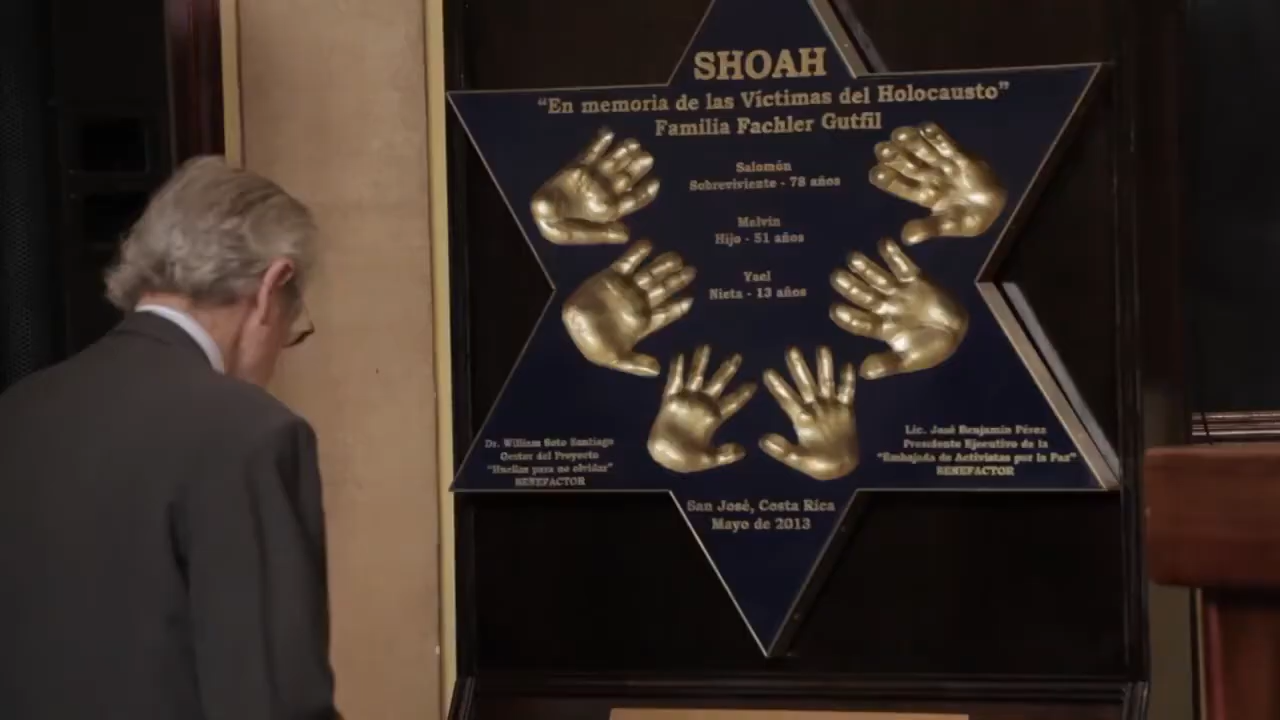 SHOAH
"En memoria de las Víctimas del Holocausto"
Familia Fachler Gutfil
Salomón
Sobreviviente - 78 años
Melvin
Hijo - 51 años
Yael
Nieta - 13 años
Dr. William Soto Santiago
Gestor del Proyecto
"Huellas para no olvidar"
BENEFACTOR
Lic. José Benjamín Pérez
Presidente Ejecutivo de la
"Embajada de Activistas por la Paz"
BENEFACTOR
San José, Costa Rica
Mayo de 2013